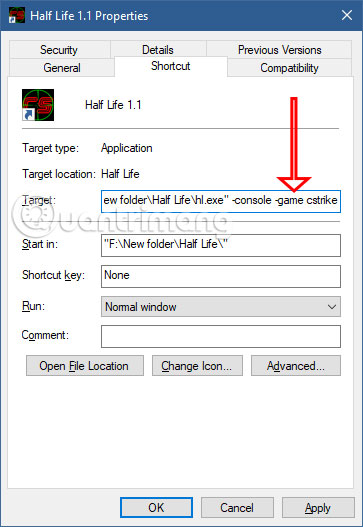 Half Life 1.1 Properties
Security Details Previous Versions
General Shortcut Compatibility
Half Life 1.1
Target type: Application
Target location: Half Life
Target: ew folder\Half Life\hl.exe" -console -game cstrike
Quantrimang
Start in: "F:\New folder\Half Life\"
Shortcut key: None
Run: Normal window
Comment:
Open File Location Change Icon... Advanced...
OK Cancel Apply